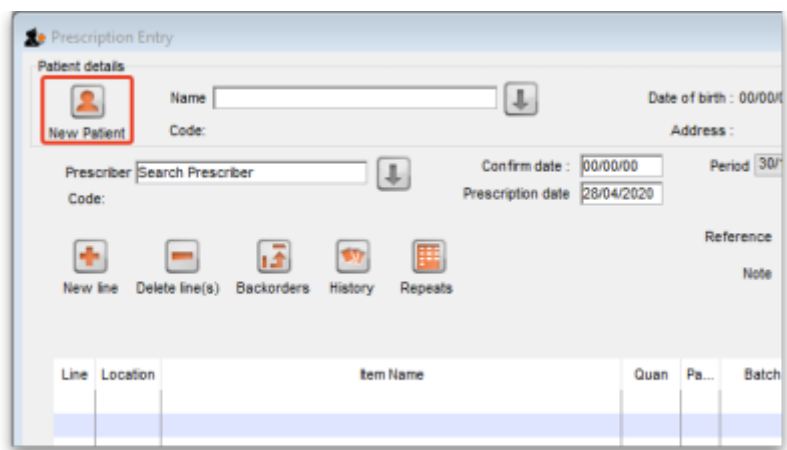 Prescription Entry
Patient details
Name
Date of birth : 00/00/
New Patient
Code:
Address :
Prescriber Search Prescriber
Confirm date : 00/00/00
Period 30/
Code:
Prescription date 28/04/2020
Reference
Note
New line Delete line(s) Backorders History Repeats
Line Location Item Name Quan Pa... Batch